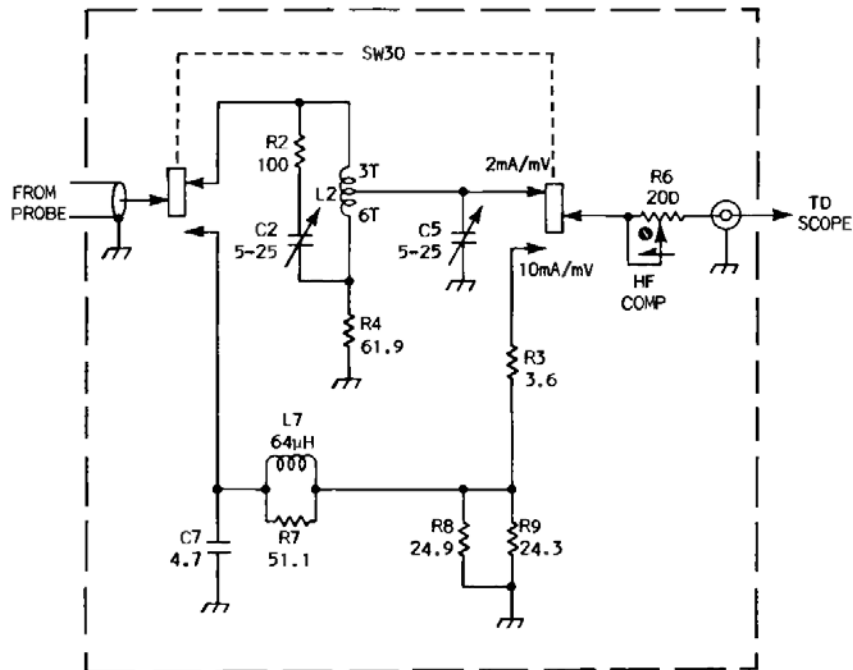 SW30
FROM
PROBE
R2
100
3T
L2
6T
C2
5-25
2mA/mV
C5
5-25
10mA/mV
R6
20D
TD
SCOPE
HF
COMP
R4
61.9
R3
3.6
L7
64μH
R7
51.1
C7
4.7
R8
24.9
R9
24.3